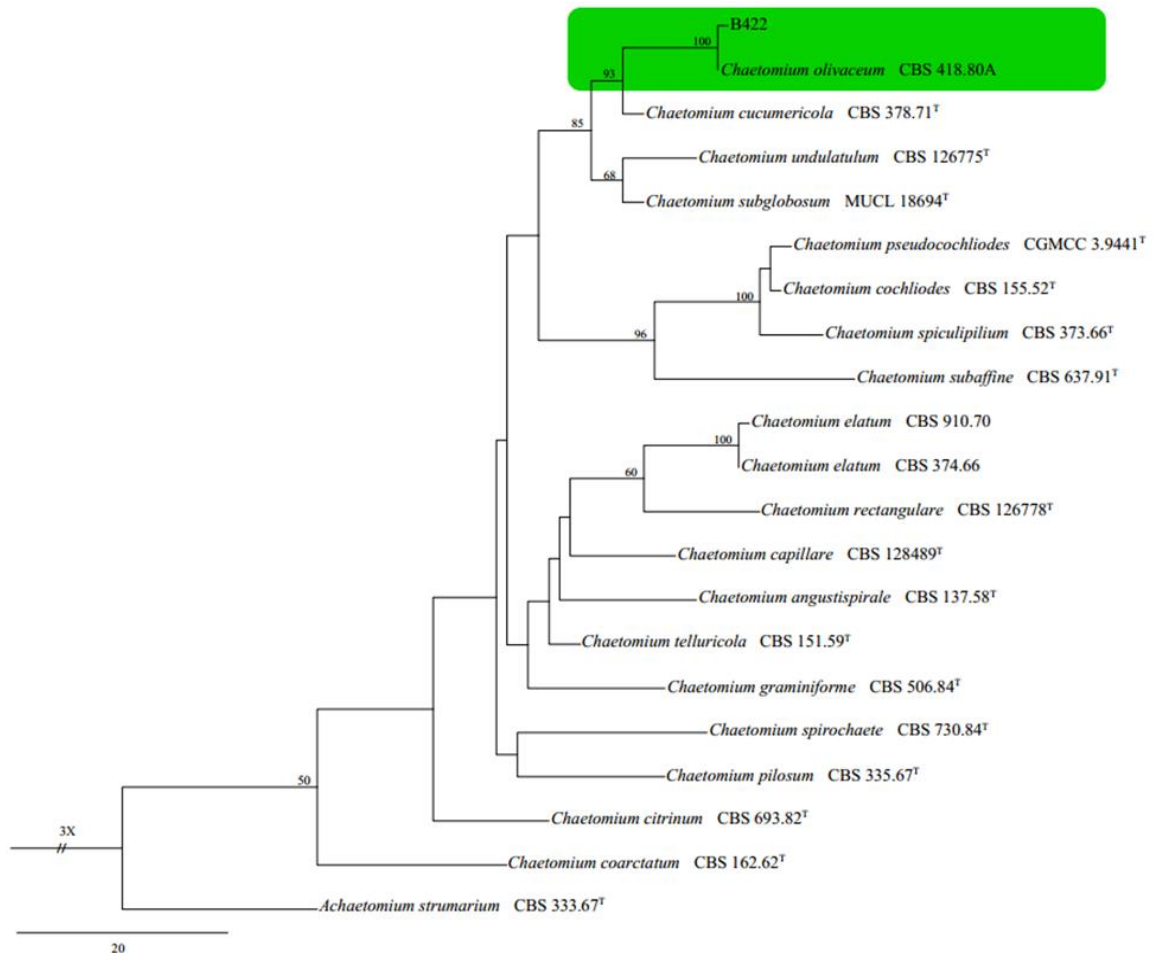 B422
100
Chaetomium olivaceum CBS 418.80A
93
Chaetomium cucumericola CBS 378.71ᵀ
85
Chaetomium undulatulum CBS 126775ᵀ
68
Chaetomium subglobosum MUCL 18694ᵀ
Chaetomium pseudocochliodes CGMCC 3.9441ᵀ
Chaetomium cochliodes CBS 155.52ᵀ
100
Chaetomium spiculipilium CBS 373.66ᵀ
96
Chaetomium subaffine CBS 637.91ᵀ
Chaetomium elatum CBS 910.70
100
Chaetomium elatum CBS 374.66
60
Chaetomium rectangulare CBS 126778ᵀ
Chaetomium capillare CBS 128489ᵀ
Chaetomium angustispirale CBS 137.58ᵀ
Chaetomium telluricola CBS 151.59ᵀ
Chaetomium graminiforme CBS 506.84ᵀ
Chaetomium spirochaete CBS 730.84ᵀ
Chaetomium pilosum CBS 335.67ᵀ
50
Chaetomium citrinum CBS 693.82ᵀ
3X
Chaetomium coarctatum CBS 162.62ᵀ
Achaetomium strumarium CBS 333.67ᵀ
20